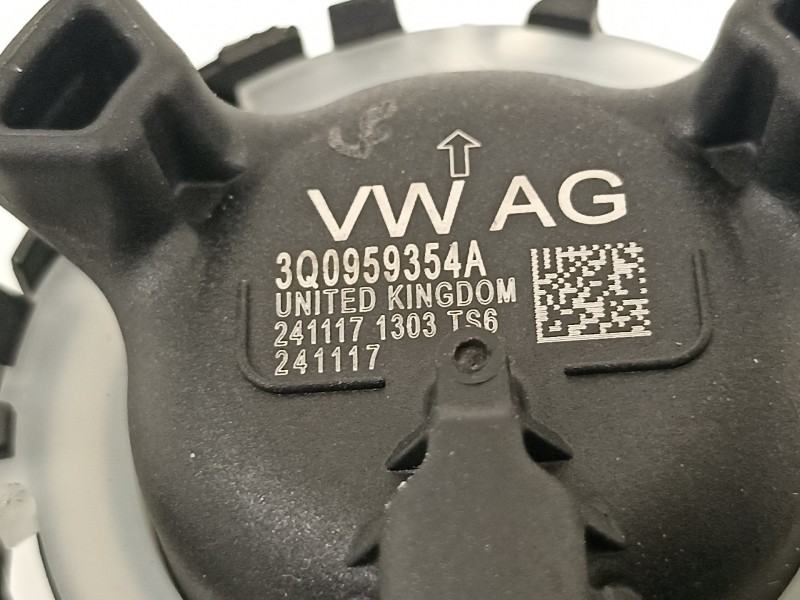 VW AG
3Q0959354A
UNITED KINGDOM
241117 1303 TS6
241117